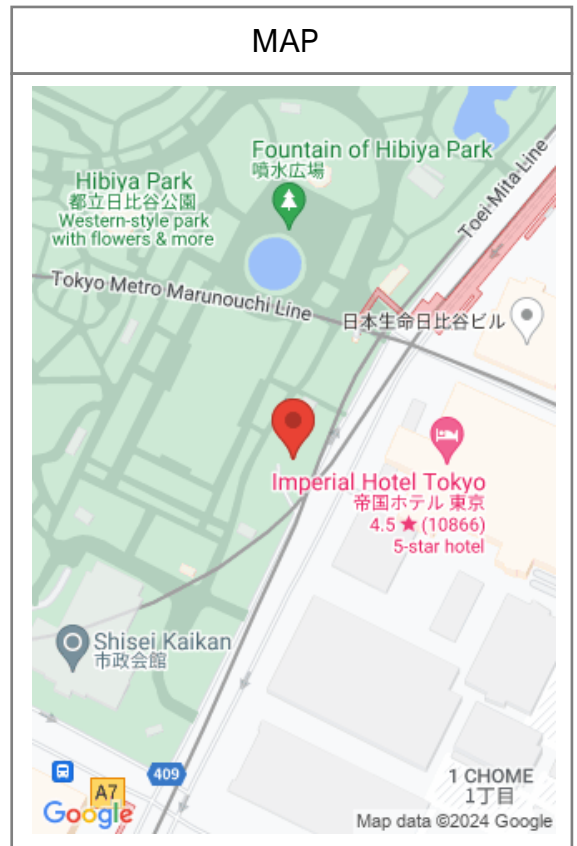 MAP
Fountain of Hibiya Park
噴水広場
Hibiya Park
都立日比谷公園
Western-style park
with flowers & more
Toei Mita Line
Tokyo Metro Marunouchi Line
日本生命日比谷ビル
Imperial Hotel Tokyo
帝国ホテル 東京
4.5 ★ (10866)
5-star hotel
Shisei Kaikan
市政会館
409
A7
1 CHOME
1丁目
Google
Map data ©2024 Google